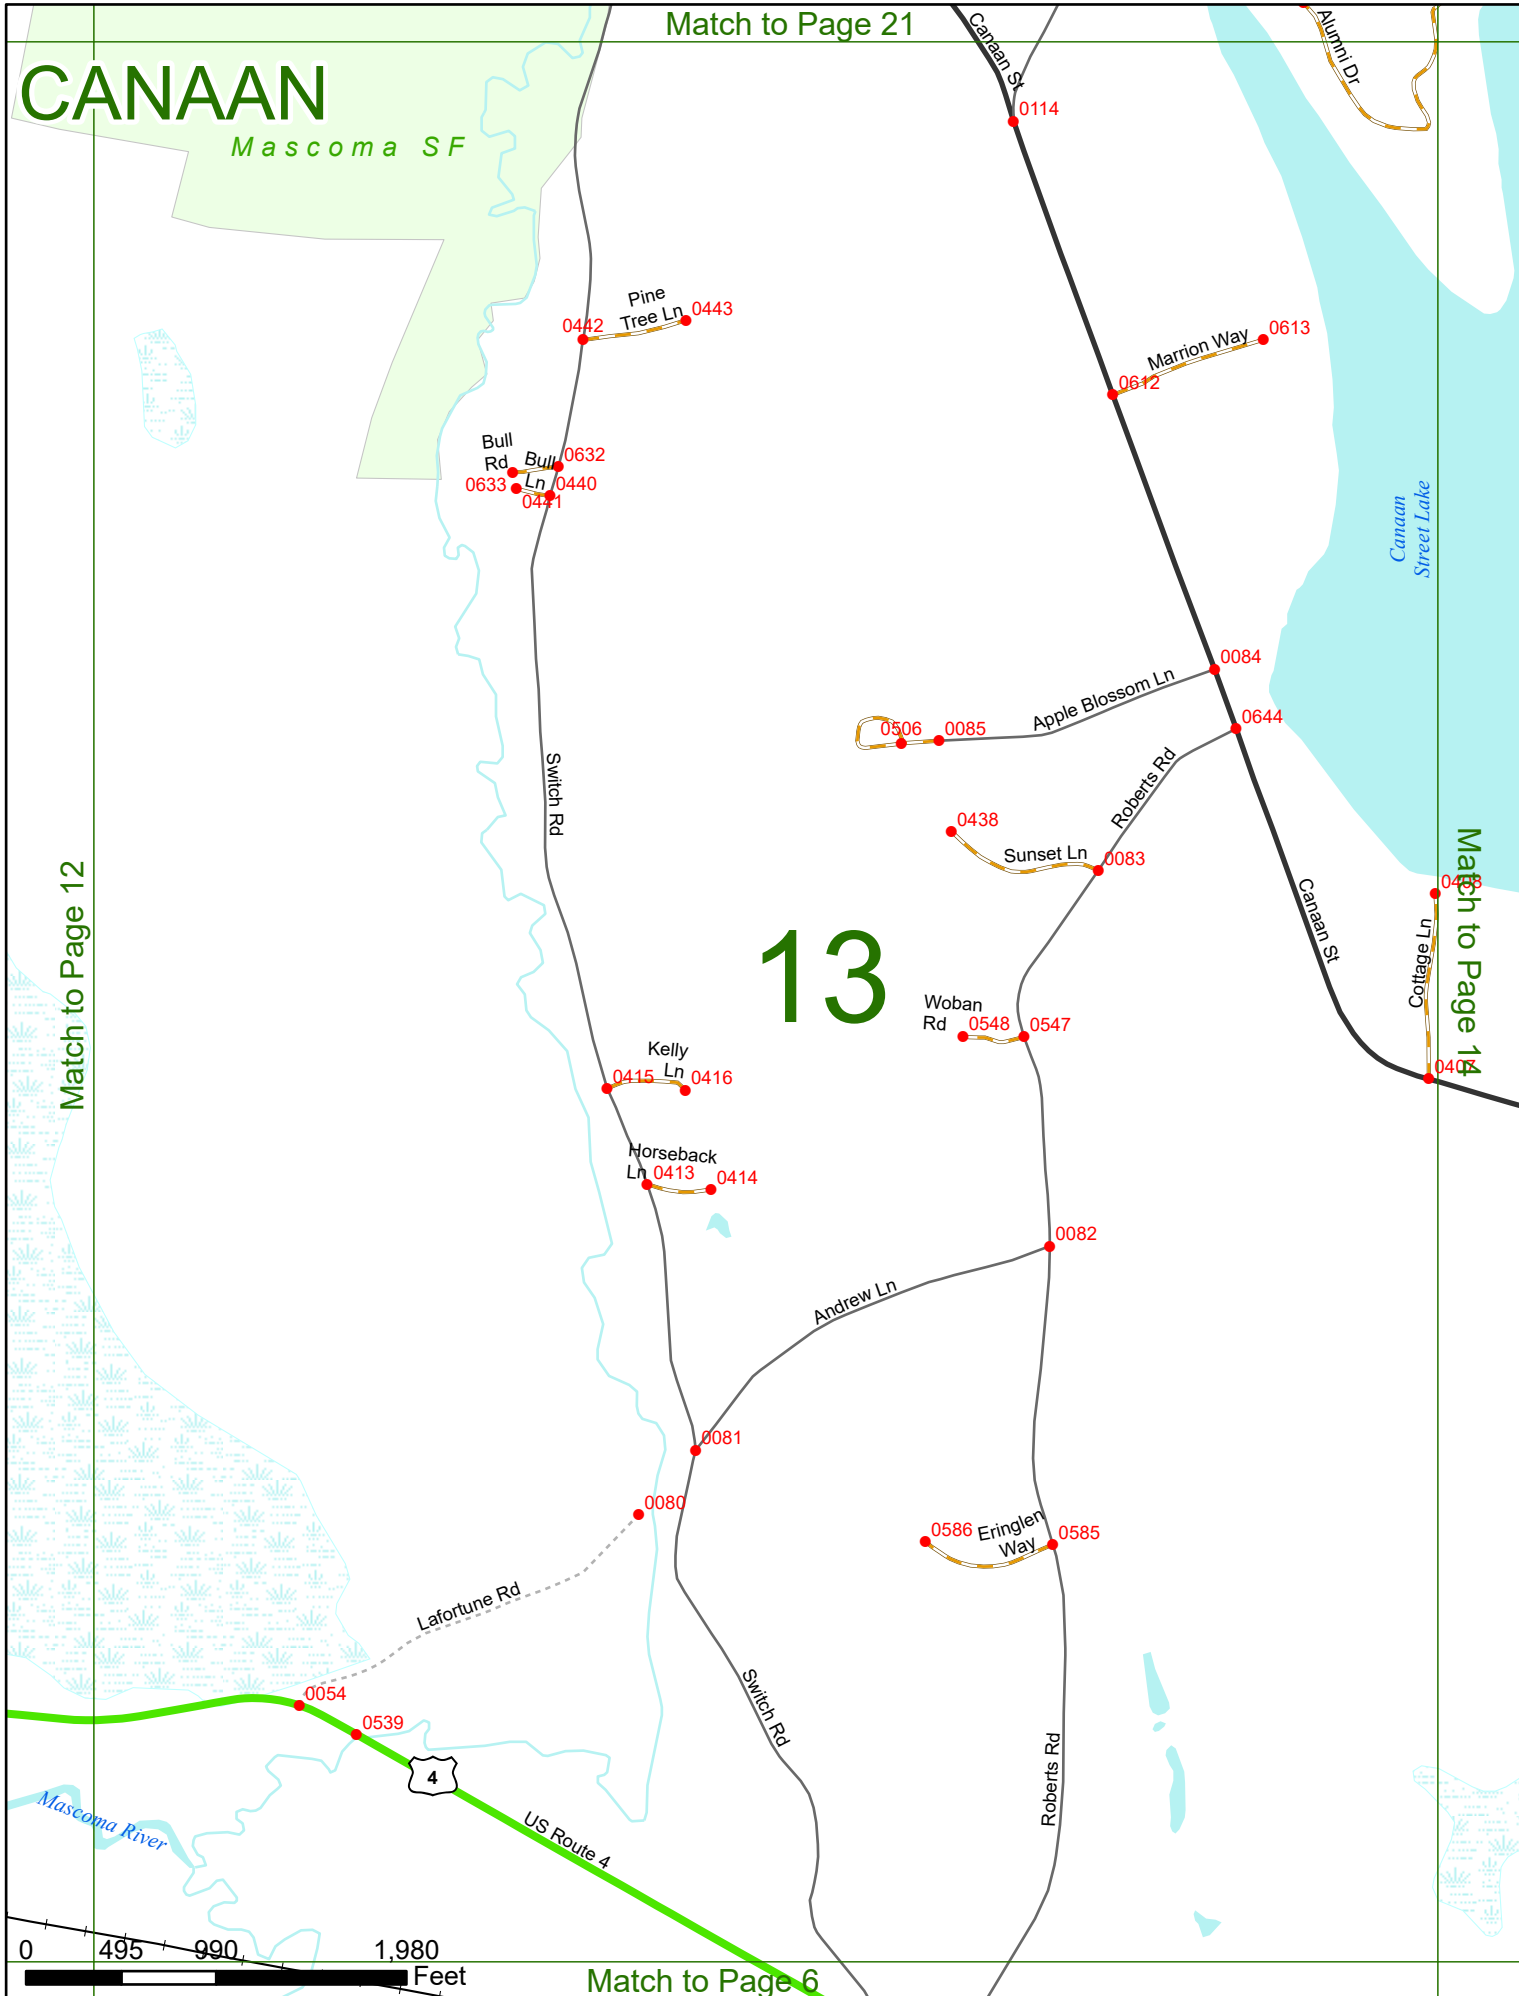 Match to Page 21
CANAAN
Mascoma SF
Canaan St
Alumni Dr
0114
Pine
Tree Ln
0443
0442
Marrion Way
0613
0612
Bull
Rd
Bull
Ln
0632
0633
0440
0441
Canaan
Street Lake
0084
Apple Blossom Ln
0506
0085
0644
Switch Rd
Roberts Rd
0438
Sunset Ln
0083
Match to Page 12
13
Canaan St
Cottage Ln
0408
Match to Page 14
Woban
Rd
0548
0547
Kelly
Ln
0415
0416
0407
Horseback
Ln
0413
0414
0082
Andrew Ln
0081
0080
0586
Eringlen
Way
0585
Lafortune Rd
Switch Rd
0054
0539
4
Roberts Rd
Mascoma River
US Route 4
0 495 990 1,980
Feet
Match to Page 6